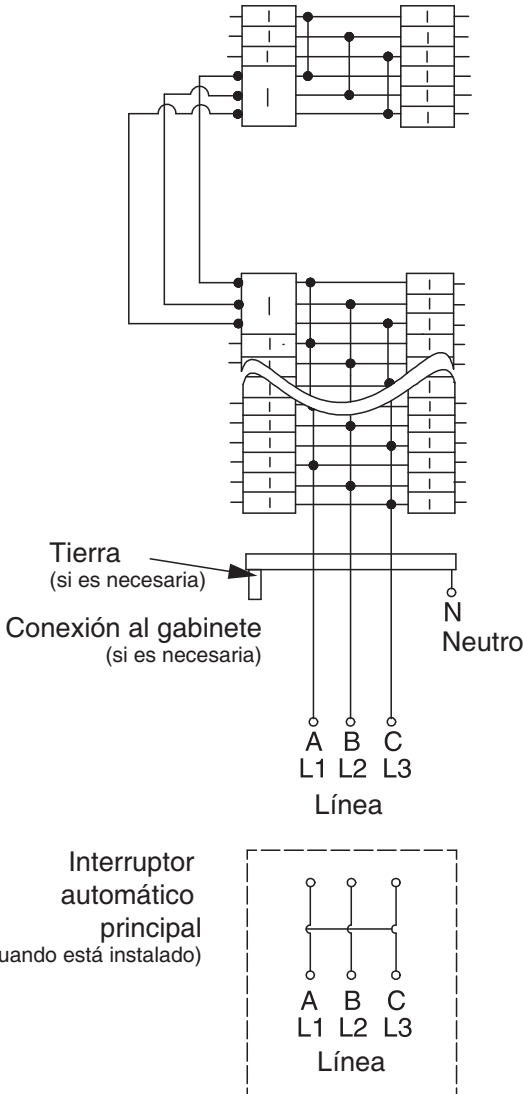 Tierra
(si es necesaria)
Conexión al gabinete
(si es necesaria)
N
Neutro
A B C
L1 L2 L3
Línea
Interruptor
automático
principal
uando está instalado)
A B C
L1 L2 L3
Línea